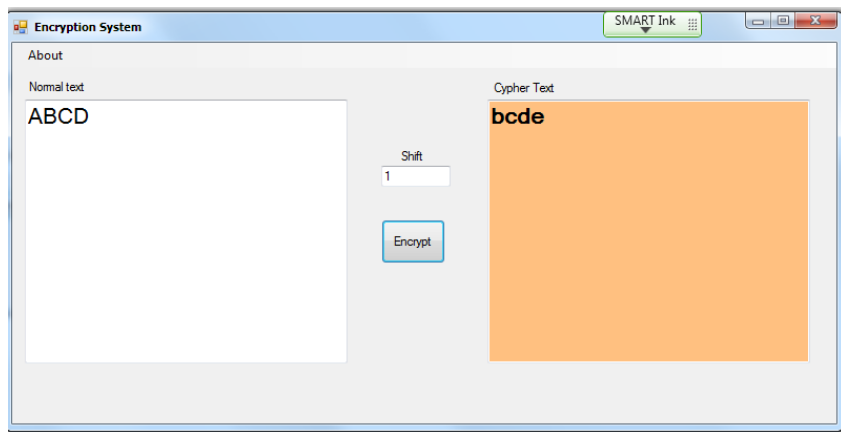 Encryption System
SMART Ink
About
Normal text
Cypher Text
ABCD
bcde
Shift
1
Encrypt